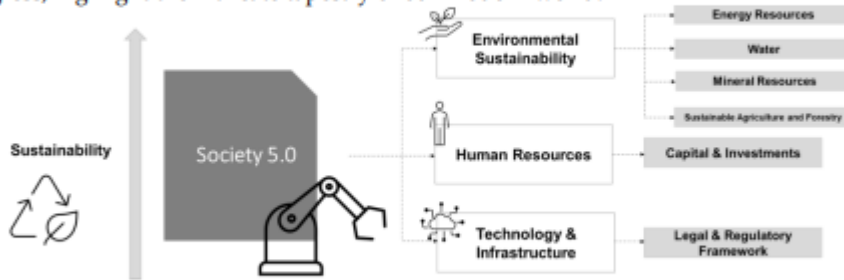 Sustainability
Society 5.0
Environmental
Sustainability
Human Resources
Technology &
Infrastructure
Energy Resources
Water
Mineral Resources
Sustainable Agriculture and Forestry
Capital & Investments
Legal & Regulatory
Framework